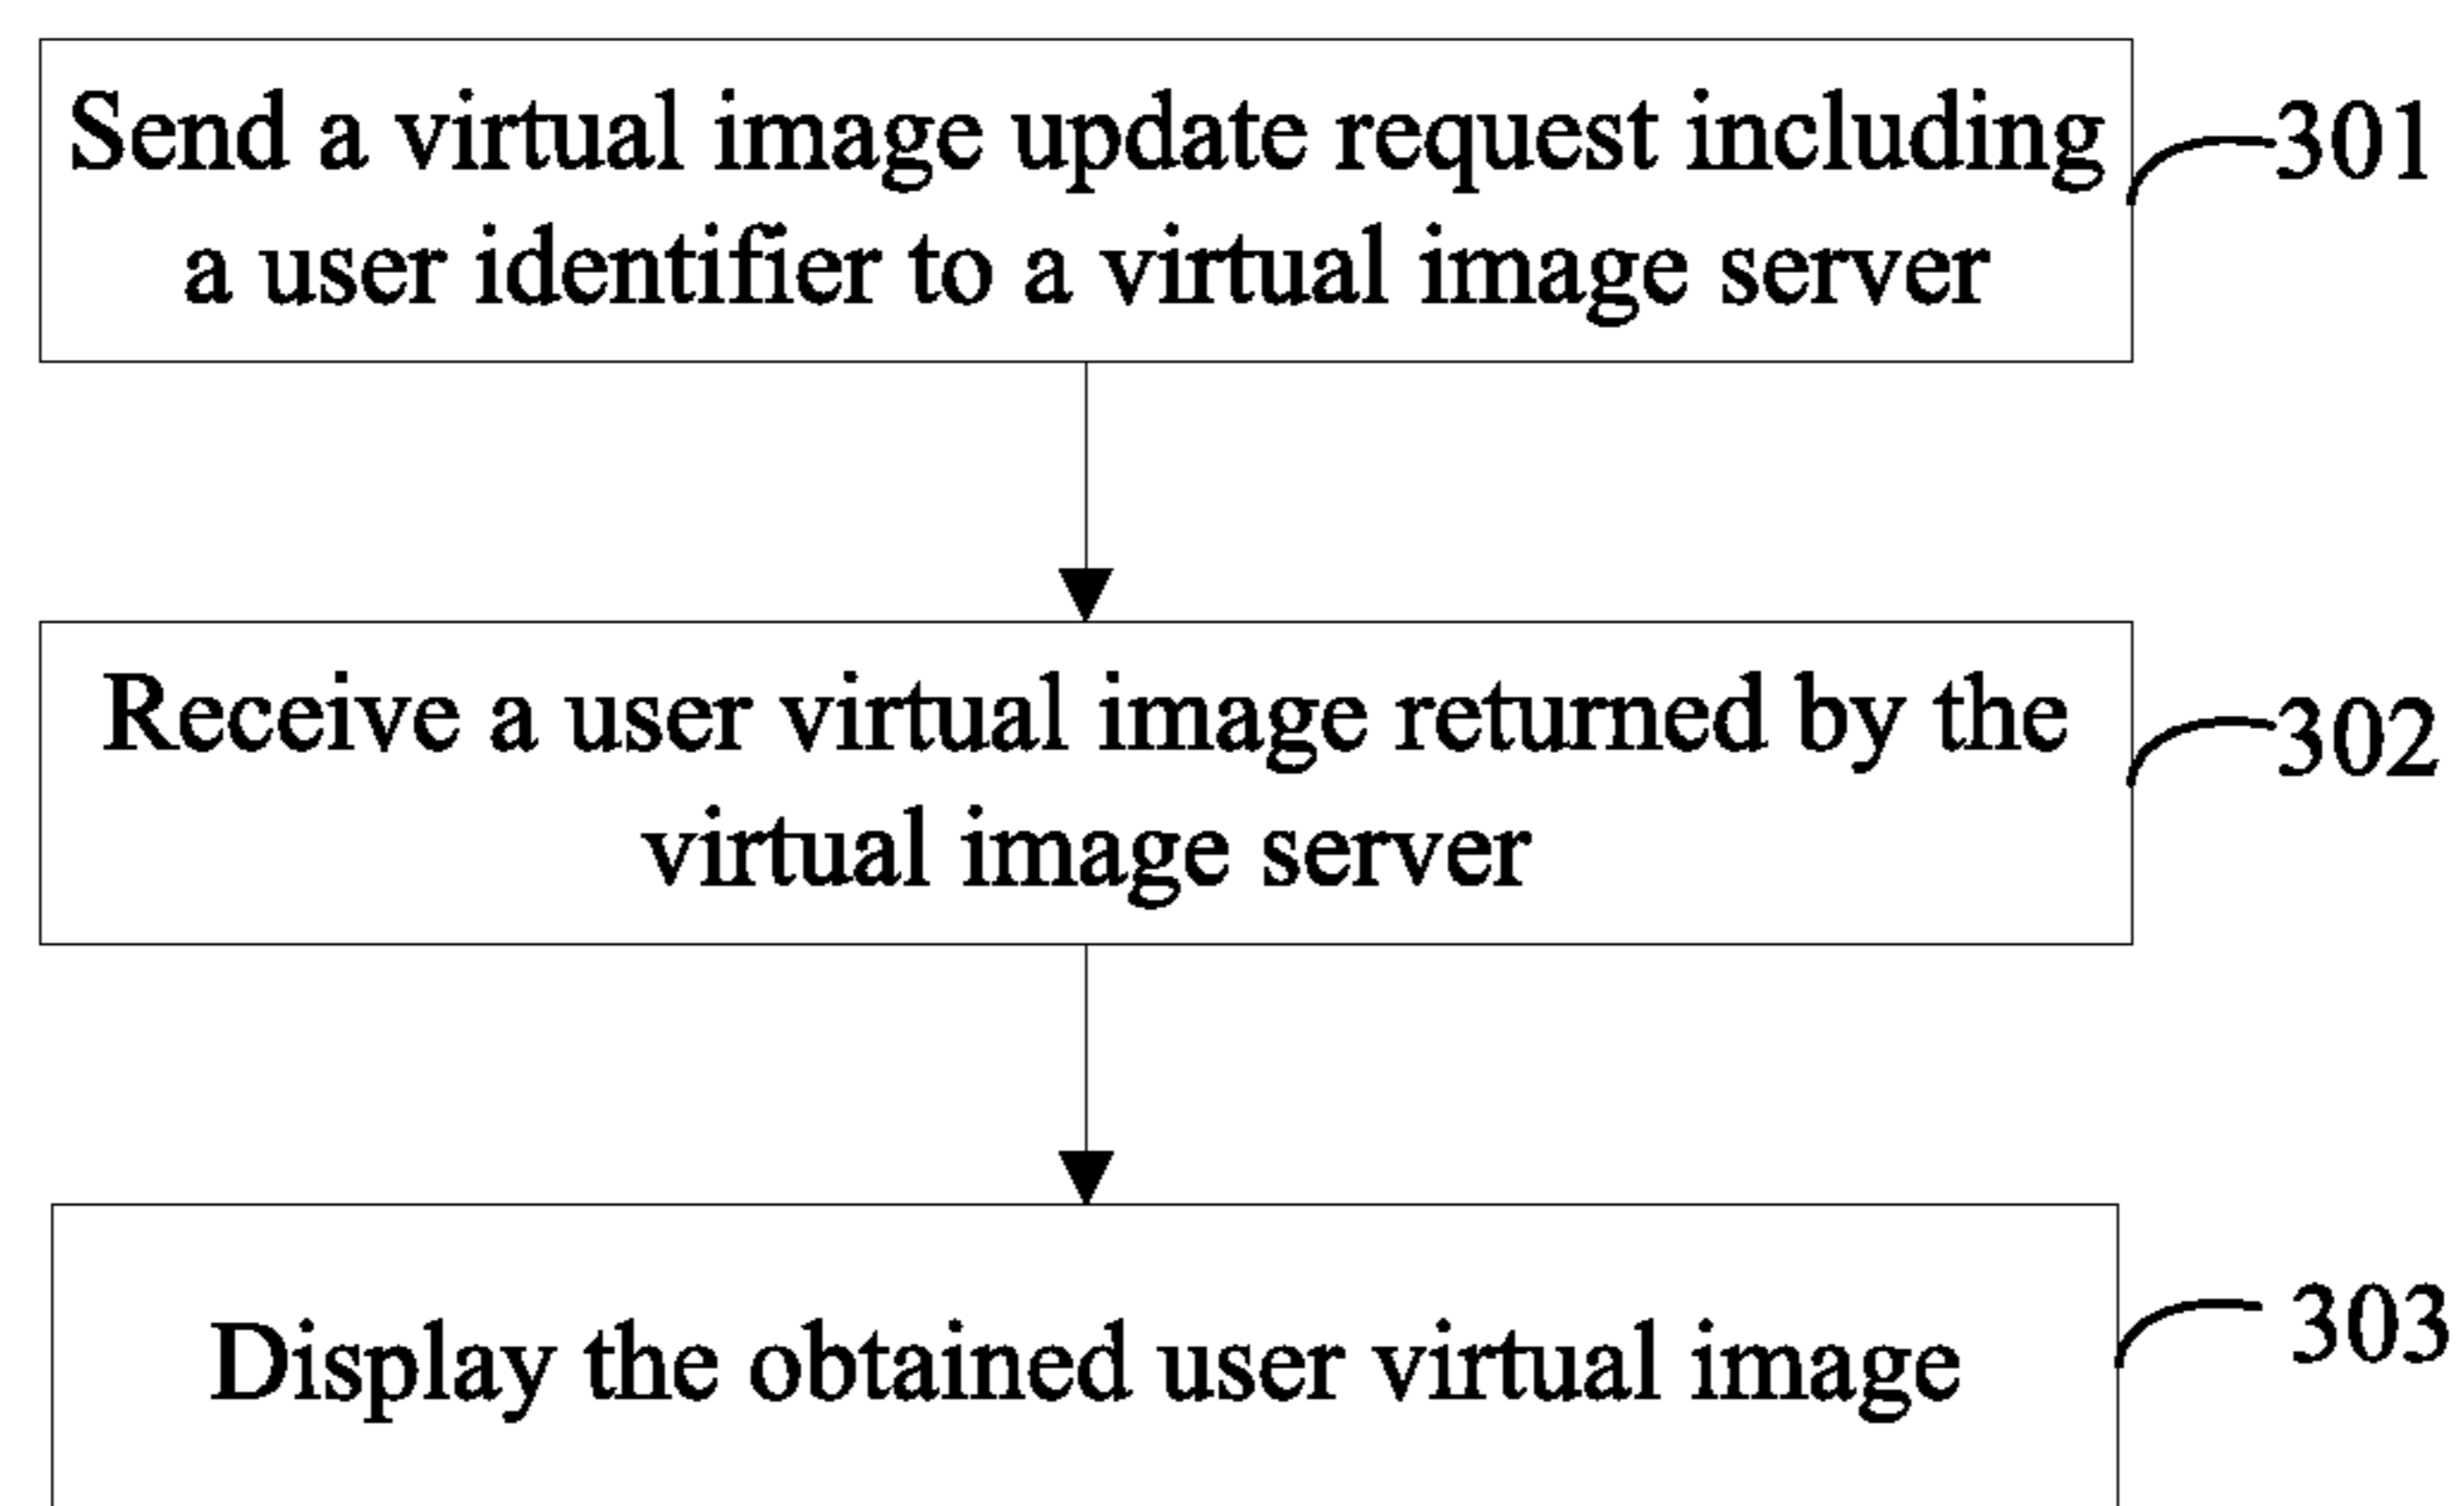 Send a virtual image update request including
a user identifier to a virtual image server
301
Receive a user virtual image returned by the
virtual image server
302
Display the obtained user virtual image
303